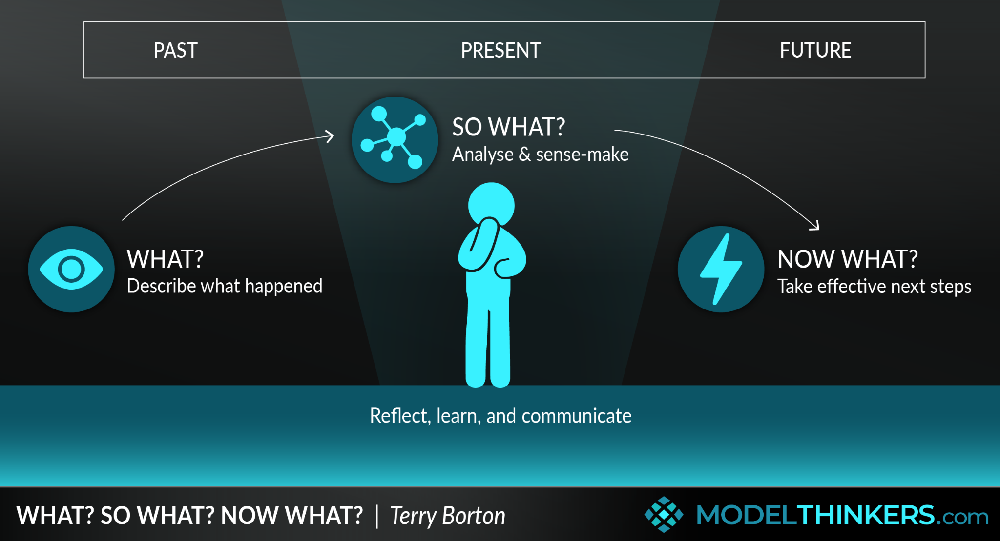 PAST
PRESENT
FUTURE
SO WHAT?
Analyse & sense-make
WHAT?
Describe what happened
NOW WHAT?
Take effective next steps
Reflect, learn, and communicate
WHAT? SO WHAT? NOW WHAT? | Terry Borton
MODELTHINKERS.com